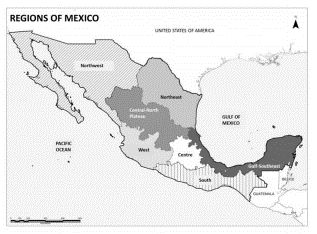 REGIONS OF MEXICO
N
UNITED STATES OF AMERICA
Northwest
Northeast
Central-North
Plateau
GULF OF
MEXICO
PACIFIC
OCEAN
West
Centre
Gulf-Southeast
South
BELICE
GUATEMALA